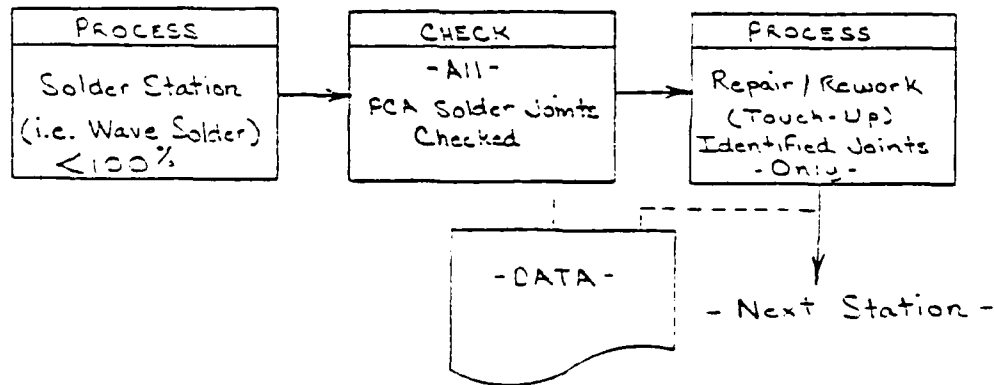 PROCESS
Solder Station
(i.e. Wave Solder)
<100%
CHECK
-All-
PCA Solder Joints
Checked
PROCESS
Repair/Rework
(Touch-Up)
Identified Joints
-Only-
-DATA-
- Next Station -